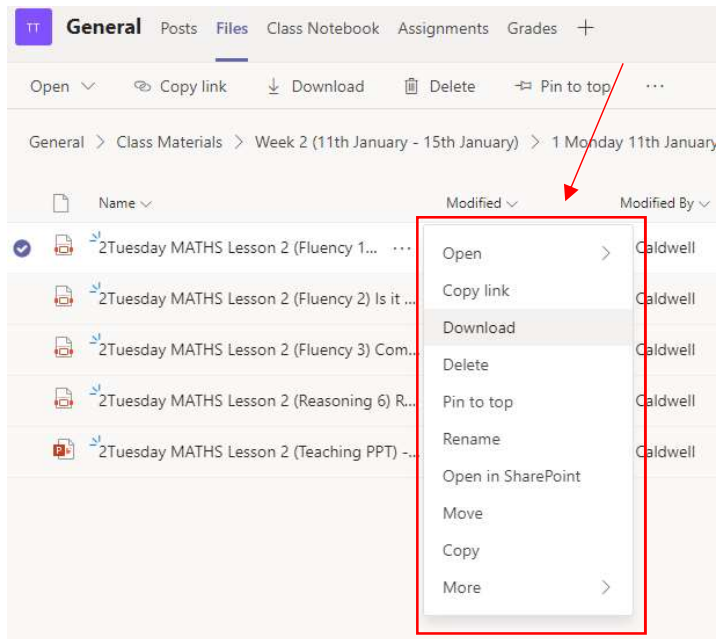 TT General Posts Files Class Notebook Assignments Grades +
Open Copy link Download Delete Pin to top ...
General > Class Materials > Week 2 (11th January - 15th January) > 1 Monday 11th January
Name Modified Modified By
2Tuesday MATHS Lesson 2 (Fluency 1... ... Caldwell
2Tuesday MATHS Lesson 2 (Fluency 2) Is it ... Caldwell
2Tuesday MATHS Lesson 2 (Fluency 3) Com... Caldwell
2Tuesday MATHS Lesson 2 (Reasoning 6) R... Caldwell
2Tuesday MATHS Lesson 2 (Teaching PPT) -... Caldwell
Open >
Copy link
Download
Delete
Pin to top
Rename
Open in SharePoint
Move
Copy
More >